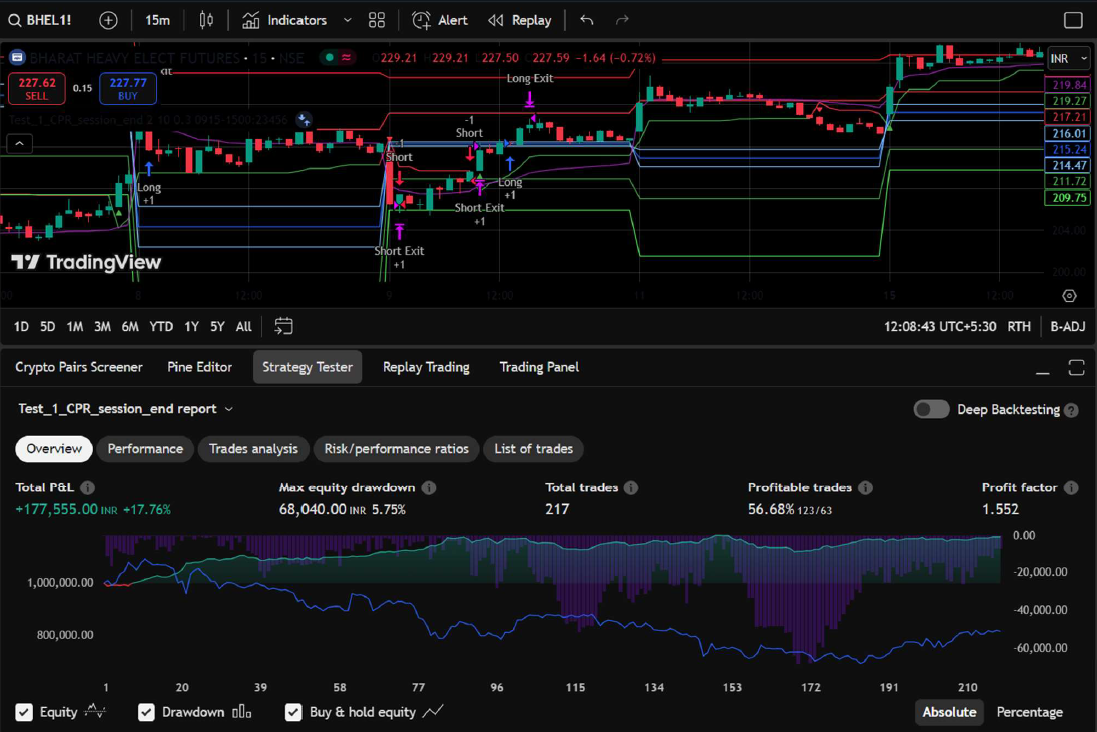 BHEL1! 15m Indicators Alert Replay
BHARAT HEAVY ELECT FUTURES • 15 • NSE 229.21 229.21 227.50 227.59 −1.64 (−0.72%) INR
227.62 SELL 0.15 227.77 BUY
Long Exit
219.84
219.27
217.21
216.01
215.24
214.47
211.72
209.75
204.00
200.00
-1
Short
-1
Short
Long
+1
Long
+1
Short Exit
+1
Short Exit
+1
TradingView
8 12:00 9 12:00 11 12:00 15 12:00
1D 5D 1M 3M 6M YTD 1Y 5Y All 12:08:43 UTC+5:30 RTH B-ADJ
Crypto Pairs Screener Pine Editor Strategy Tester Replay Trading Trading Panel
Test_1_CPR_session_end report Deep Backtesting
Overview Performance Trades analysis Risk/performance ratios List of trades
Total P&L Max equity drawdown Total trades Profitable trades Profit factor
+177,555.00 INR +17.76% 68,040.00 INR 5.75% 217 56.68% 123/63 1.552
0.00
-20,000.00
1,000,000.00
-40,000.00
800,000.00
-60,000.00
1 20 39 58 77 96 115 134 153 172 191 210
Equity Drawdown Buy & hold equity Absolute Percentage